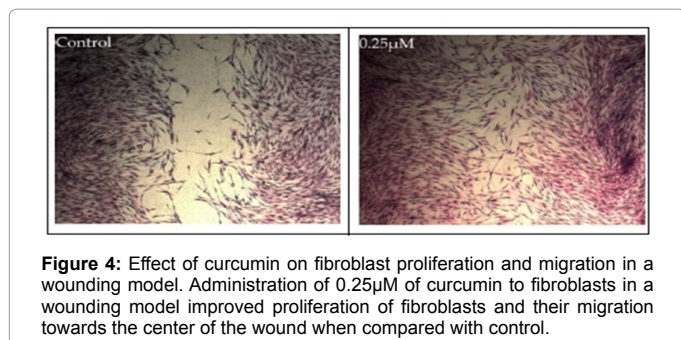 Control
0.25µM
Figure 4: Effect of curcumin on fibroblast proliferation and migration in a
wounding model. Administration of 0.25µM of curcumin to fibroblasts in a
wounding model improved proliferation of fibroblasts and their migration
towards the center of the wound when compared with control.